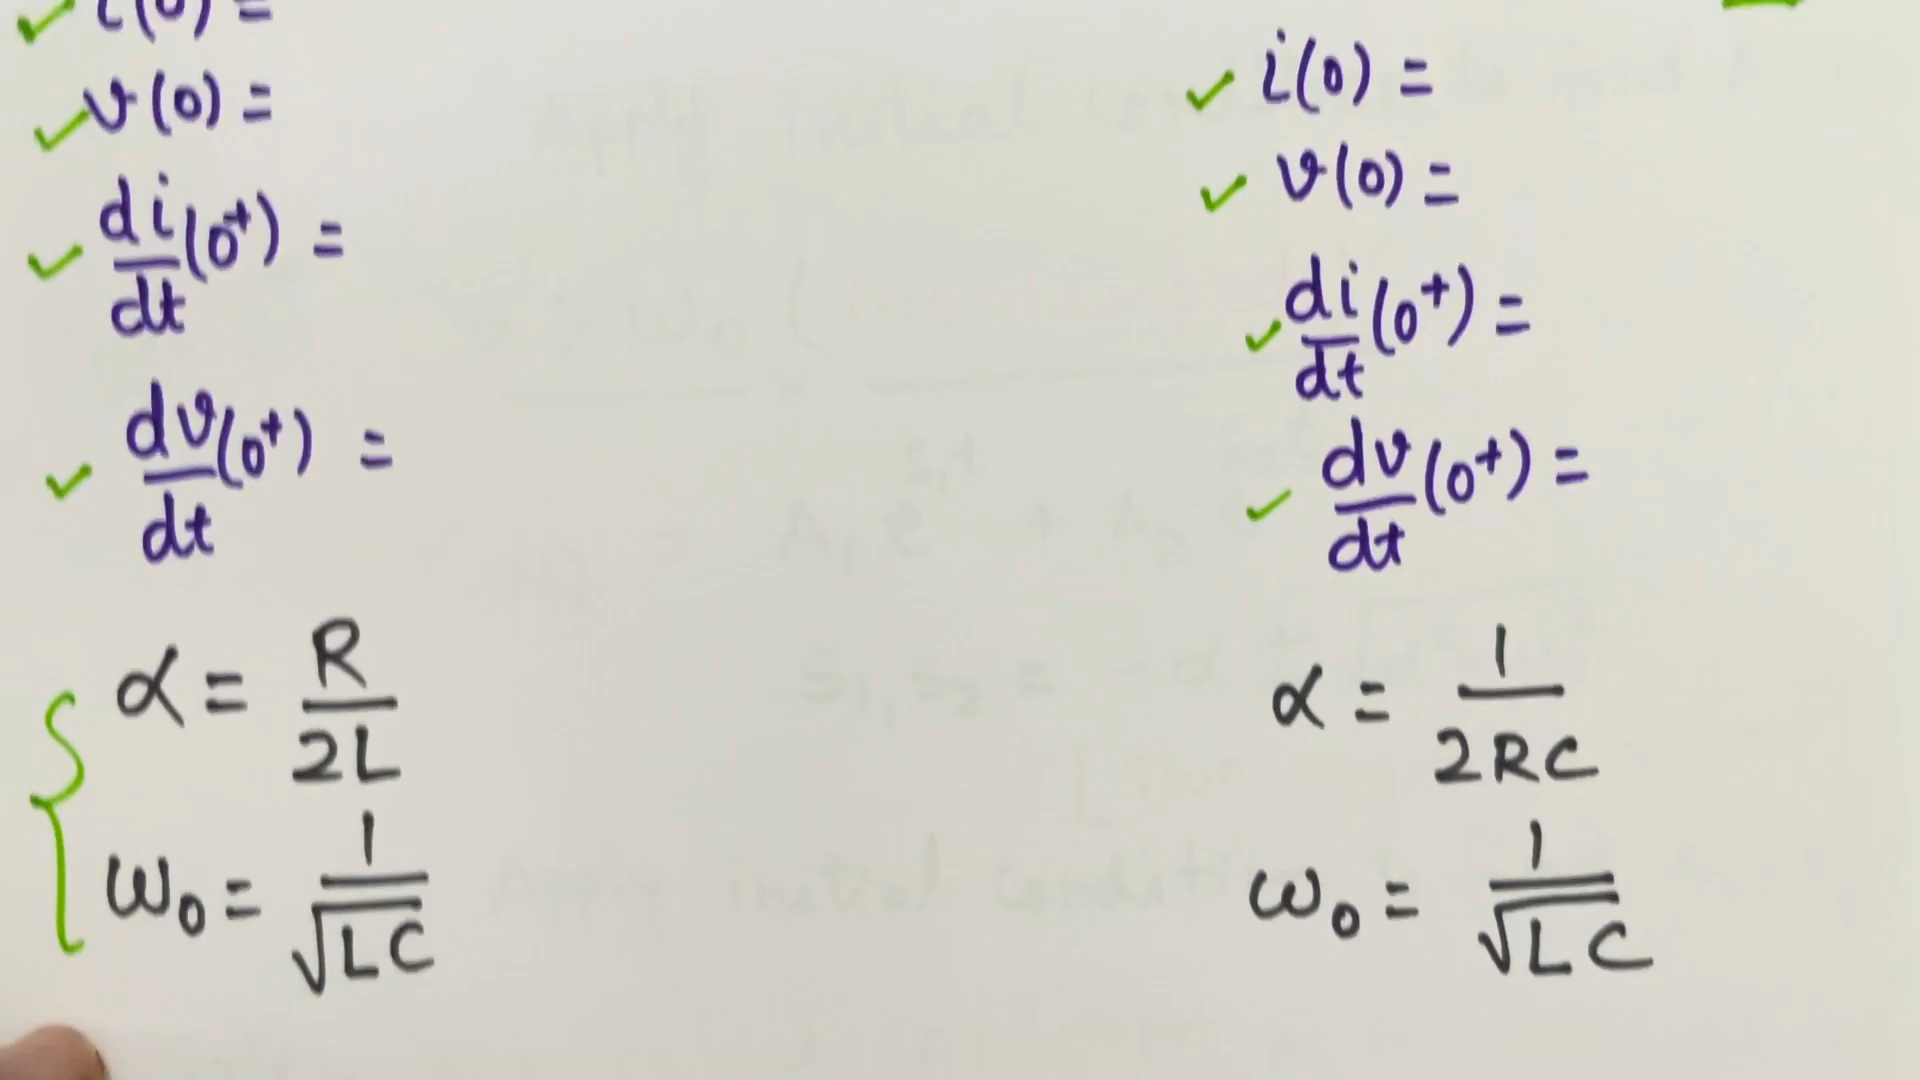 i(0) =
v(0) =
di/dt (0⁺) =
dv/dt (0⁺) =
α = R/2L
ω₀ = 1/√LC
i(0) =
v(0) =
di/dt (0⁺) =
dv/dt (0⁺) =
α = 1/2RC
ω₀ = 1/√LC